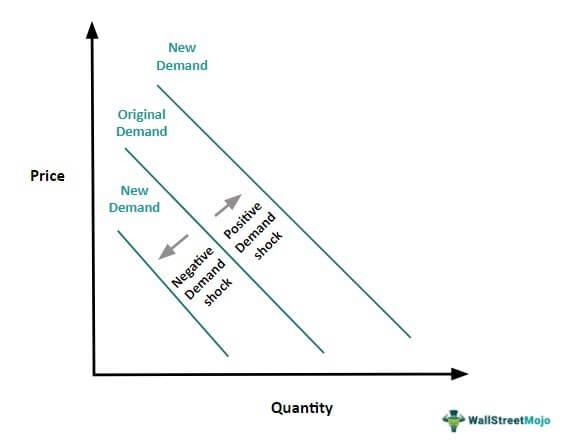 New
Demand
Original
Demand
Price
New
Demand
Positive
Demand
shock
Negative
Demand
shock
Quantity
WallStreetMojo